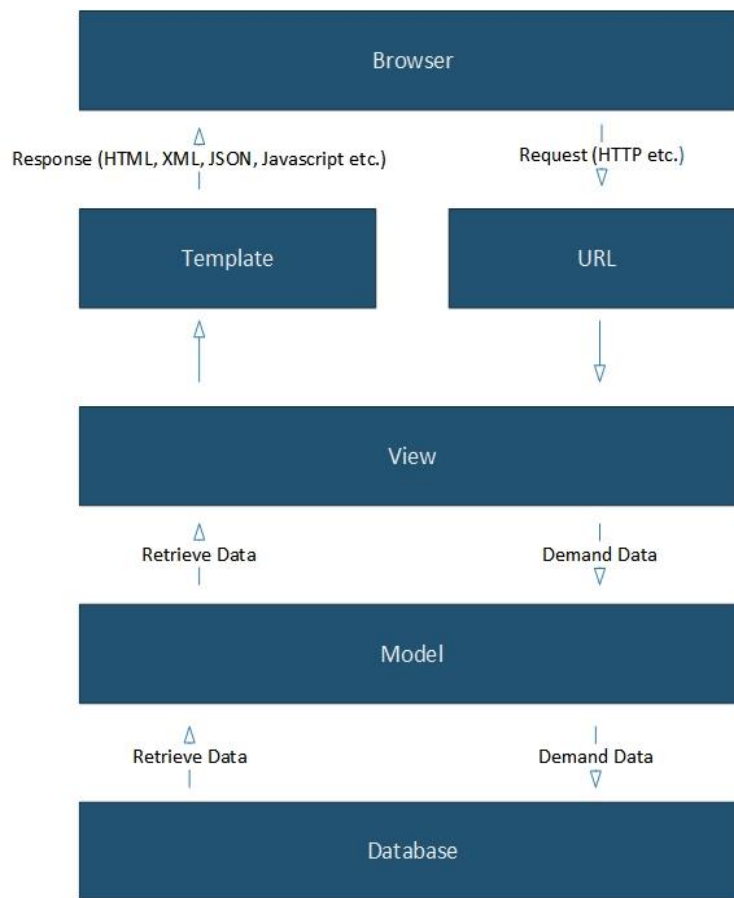 Browser
Response (HTML, XML, JSON, Javascript etc.)
Request (HTTP etc.)
Template
URL
View
Retrieve Data
Demand Data
Model
Retrieve Data
Demand Data
Database